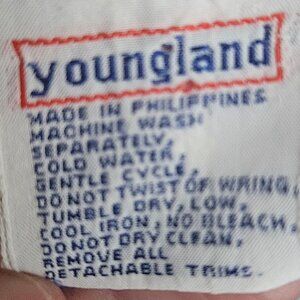 youngland
MADE IN PHILIPPINES
MACHINE WASH
SEPARATELY,
COLD WATER,
GENTLE CYCLE,
DO NOT TWIST OF WRING,
TUMBLE DRY, LOW,
COOL IRON, NO BLEACH,
DO NOT DRY CLEAN,
REMOVE ALL
DETACHABLE TRIMS.